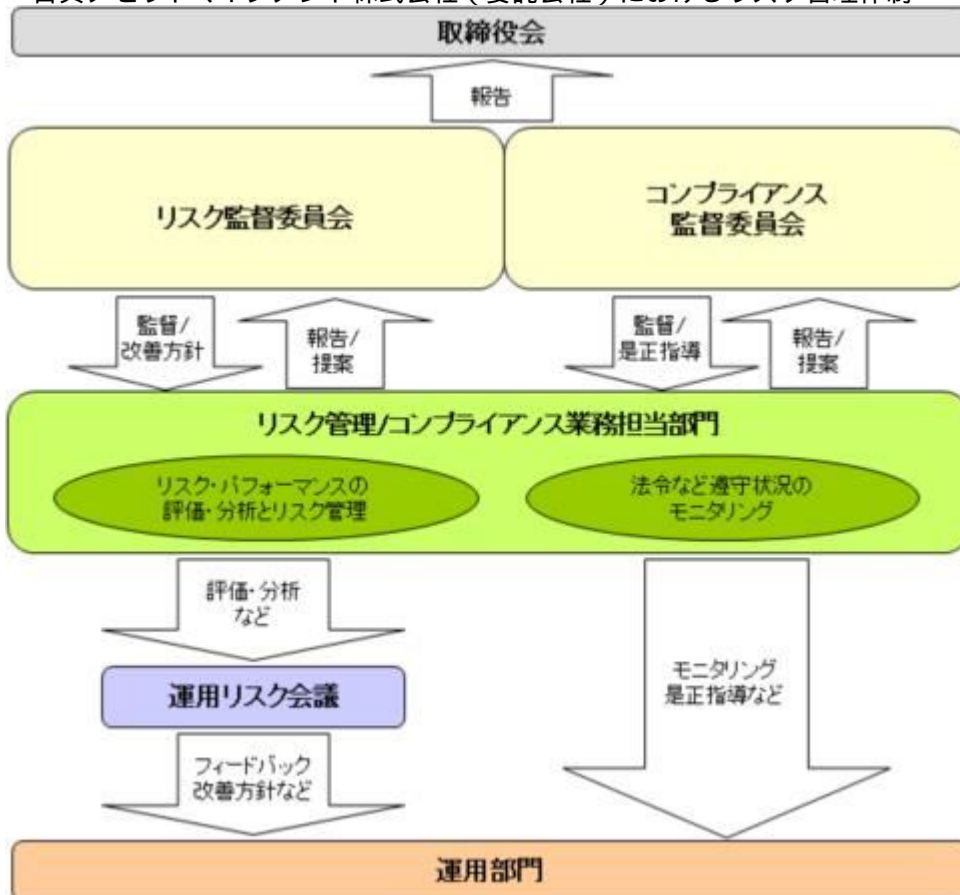 取締役会
報告
リスク監督委員会
コンプライアンス
監督委員会
監督/
改善方針
報告/
提案
監督/
是正指導
報告/
提案
リスク管理/コンプライアンス業務担当部門
リスク・パフォーマンスの
評価・分析とリスク管理
法令など遵守状況の
モニタリング
評価・分析
など
運用リスク会議
モニタリング
是正指導など
フィードバック
改善方針など
運用部門